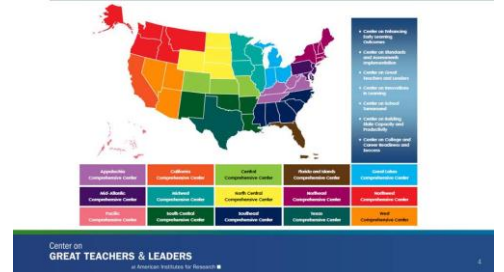 • Center on Enhancing
Early Learning
Outcomes
• Center on Standards
and Assessments
Implementation
• Center on Great
Teachers and Leaders
• Center on Innovations
in Learning
• Center on School
Turnaround
• Center on Building
State Capacity and
Productivity
• Center on College and
Career Readiness and
Success
Appalachia
Comprehensive Center
California
Comprehensive Center
Central
Comprehensive Center
Florida and Islands
Comprehensive Center
Great Lakes
Comprehensive Center
Mid-Atlantic
Comprehensive Center
Midwest
Comprehensive Center
North Central
Comprehensive Center
Northeast
Comprehensive Center
Northwest
Comprehensive Center
Pacific
Comprehensive Center
South Central
Comprehensive Center
Southeast
Comprehensive Center
Texas
Comprehensive Center
West
Comprehensive Center
Center on
GREAT TEACHERS & LEADERS
at American Institutes for Research
4